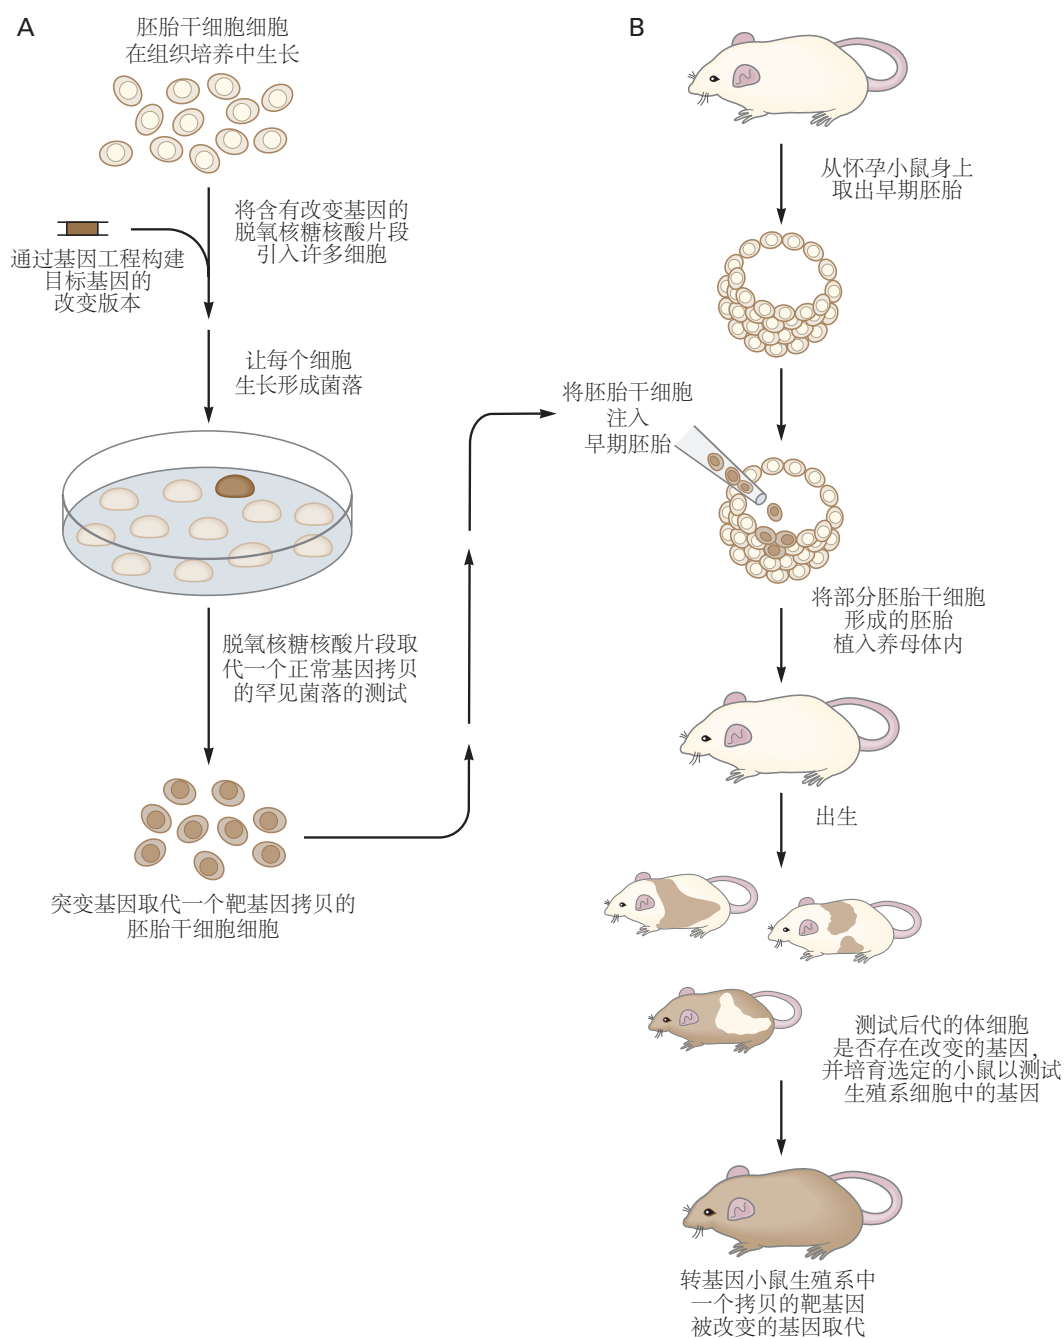 A
胚胎干细胞细胞
在组织培养中生长
将含有改变基因的
脱氧核糖核酸片段
引入许多细胞
通过基因工程构建
目标基因的
改变版本
让每个细胞
生长形成菌落
脱氧核糖核酸片段取
代一个正常基因拷贝
的罕见菌落的测试
突变基因取代一个靶基因拷贝的
胚胎干细胞细胞
B
从怀孕小鼠身上
取出早期胚胎
将胚胎干细胞
注入
早期胚胎
将部分胚胎干细胞
形成的胚胎
植入养母体内
出生
测试后代的体细胞
是否存在改变的基因,
并培育选定的小鼠以测试
生殖系细胞中的基因
转基因小鼠生殖系中
一个拷贝的靶基因
被改变的基因取代